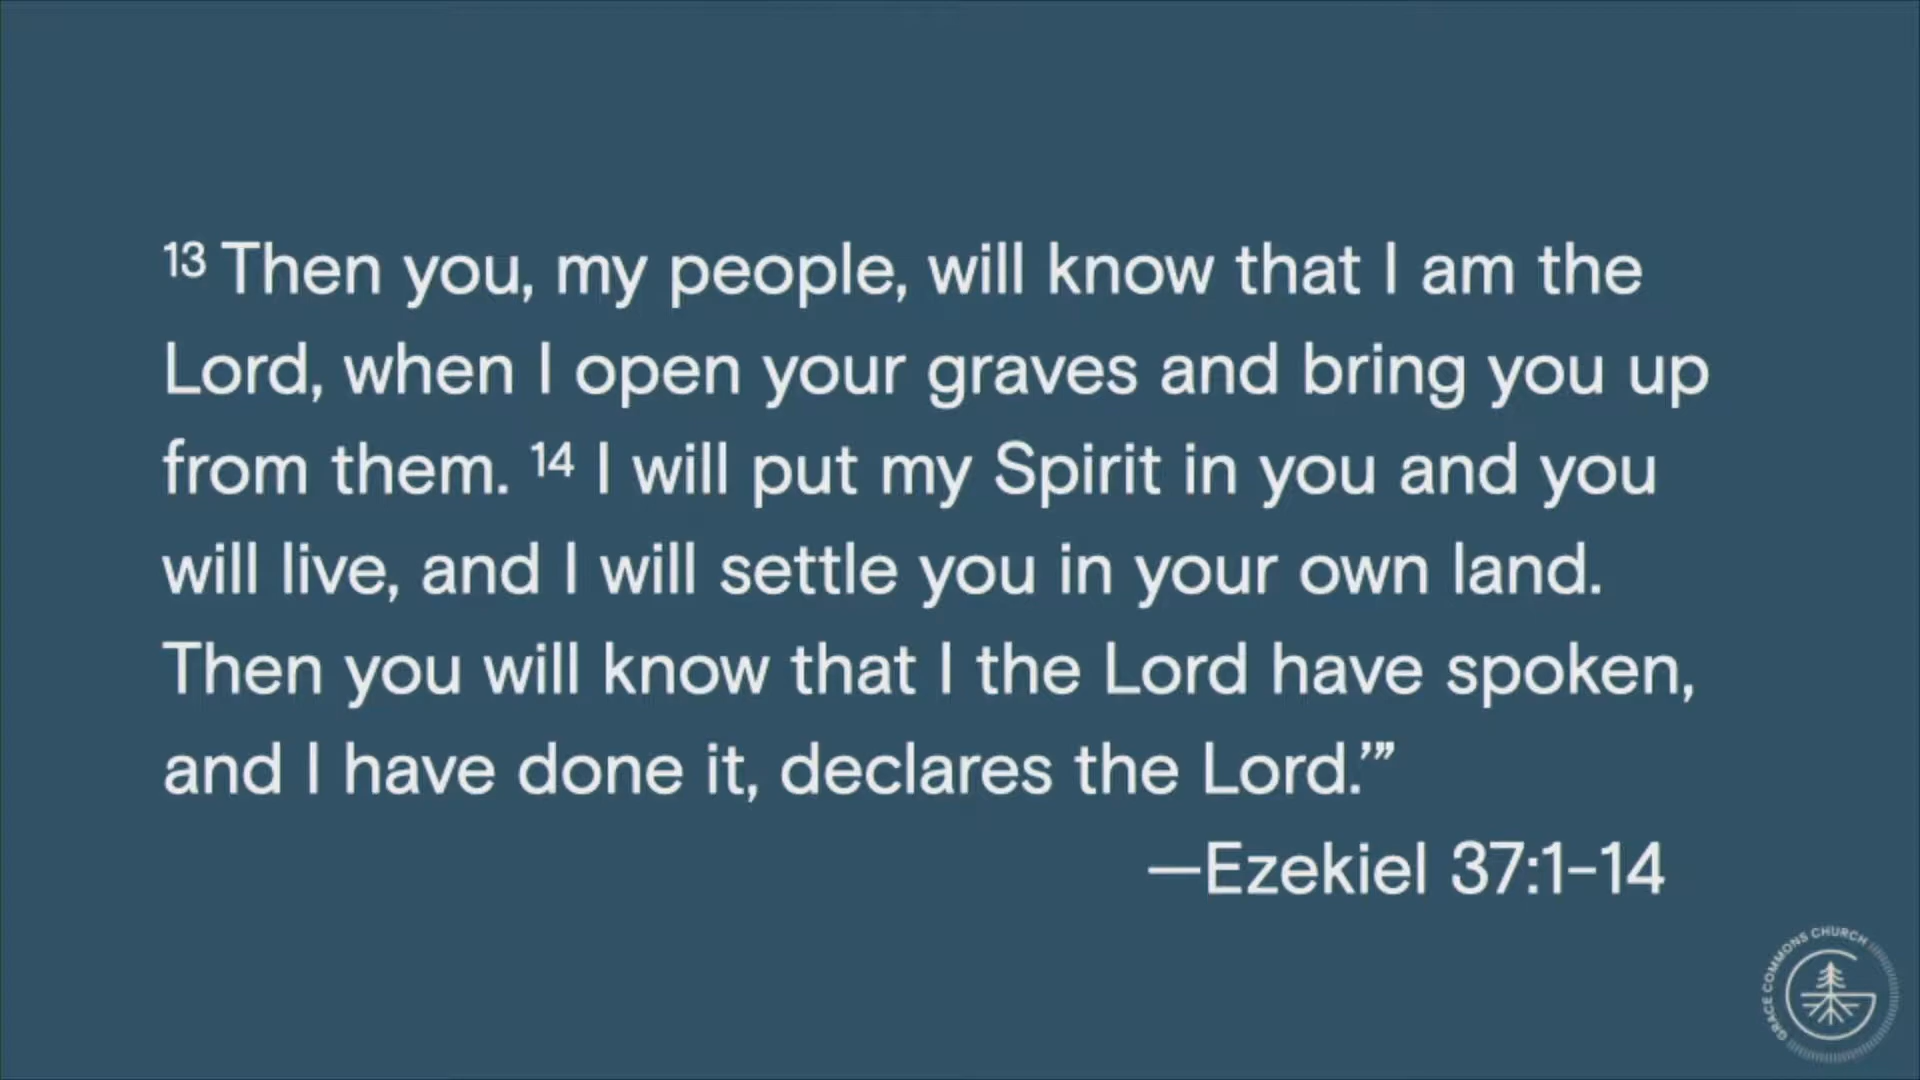 ¹³ Then you, my people, will know that I am the
Lord, when I open your graves and bring you up
from them. ¹⁴ I will put my Spirit in you and you
will live, and I will settle you in your own land.
Then you will know that I the Lord have spoken,
and I have done it, declares the Lord.’”
—Ezekiel 37:1–14
GRACE COMMONS CHURCH